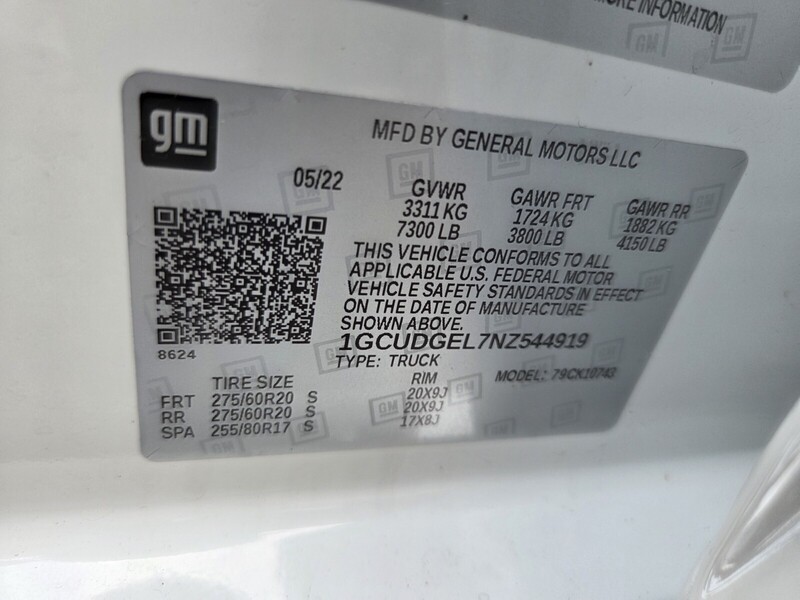 MORE INFORMATION
gm
MFD BY GENERAL MOTORS LLC
05/22
GVWR GAWR FRT GAWR RR
3311 KG 1724 KG 1882 KG
7300 LB 3800 LB 4150 LB
THIS VEHICLE CONFORMS TO ALL
APPLICABLE U.S. FEDERAL MOTOR
VEHICLE SAFETY STANDARDS IN EFFECT
ON THE DATE OF MANUFACTURE
SHOWN ABOVE.
8624
1GCUDGEL7NZ544919
TYPE: TRUCK
MODEL: 79CK10743
TIRE SIZE RIM
FRT 275/60R20 S 20X9J
RR 275/60R20 S 20X9J
SPA 255/80R17 S 17X8J